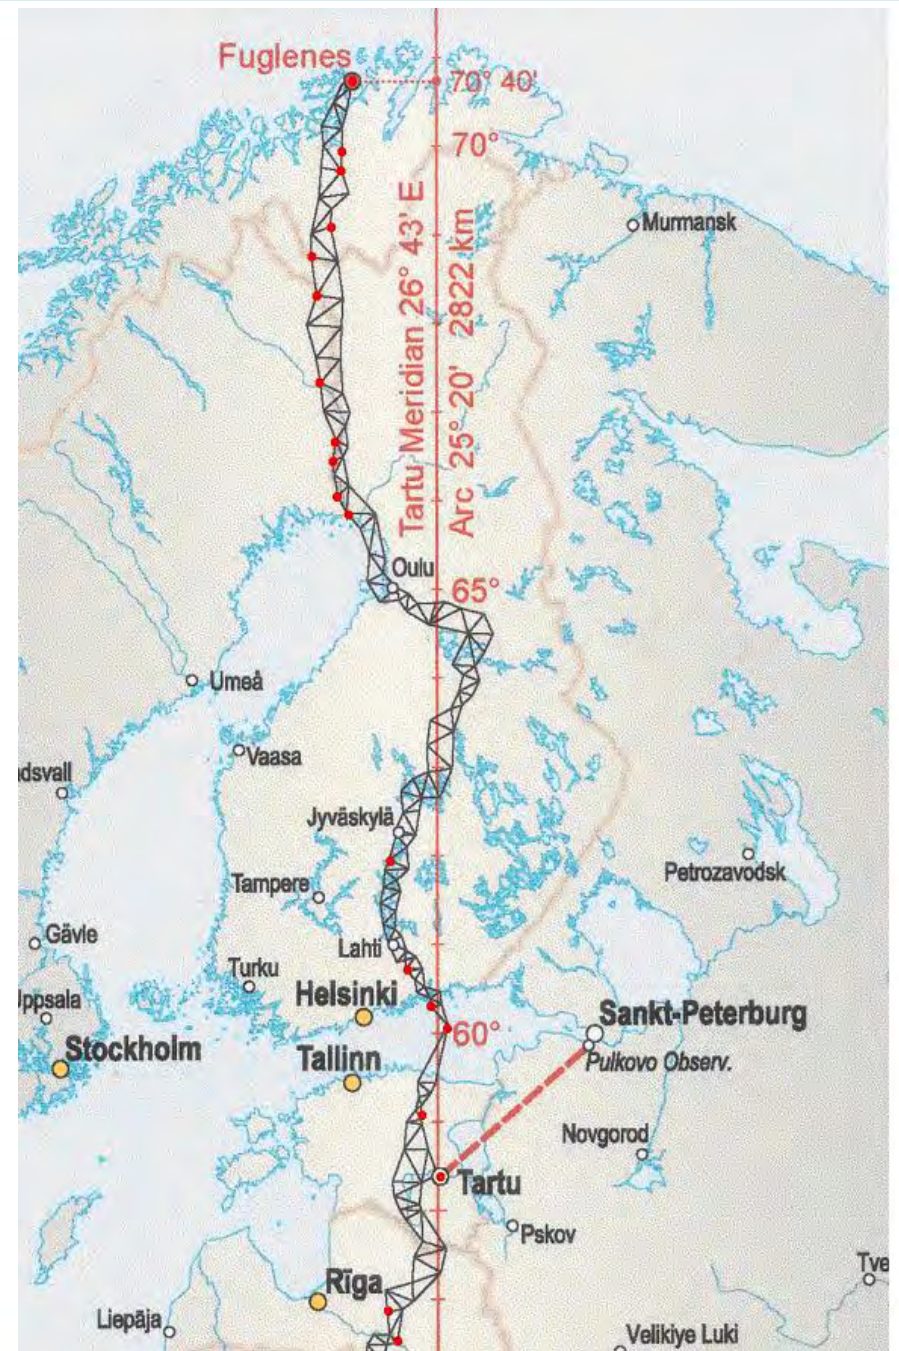 Fuglenes
70° 40'
70°
Murmansk
Tartu Meridian 26° 43' E
Arc 25° 20' 2822 km
Oulu
65°
Umeå
Vaasa
dsvall
Jyväskylä
Petrozavodsk
Tampere
Gävle
Lahti
Turku
Uppsala
Helsinki
Sankt-Peterburg
60°
Stockholm
Tallinn
Pulkovo Observ.
Novgorod
Tartu
Pskov
Tve
Rīga
Liepāja
Velikiye Luki